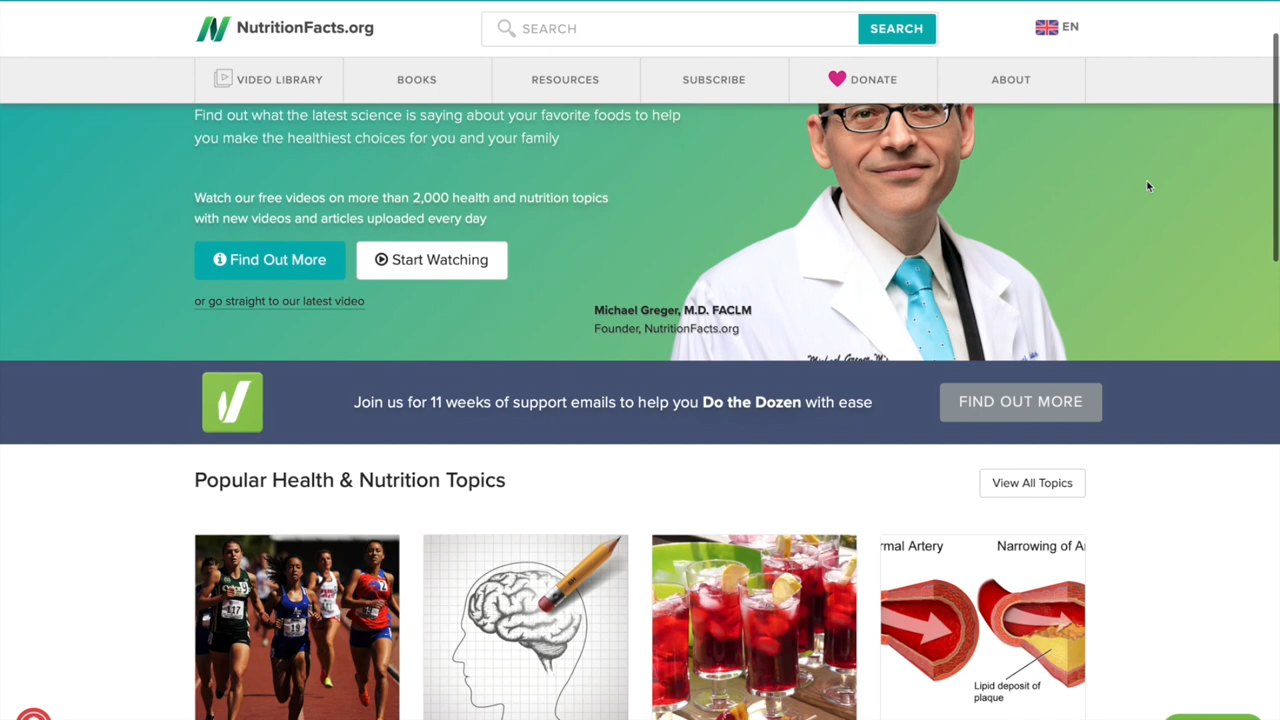 NutritionFacts.org
SEARCH
SEARCH
EN
VIDEO LIBRARY
BOOKS
RESOURCES
SUBSCRIBE
DONATE
ABOUT
Find out what the latest science is saying about your favorite foods to help
you make the healthiest choices for you and your family
Watch our free videos on more than 2,000 health and nutrition topics
with new videos and articles uploaded every day
Find Out More
Start Watching
or go straight to our latest video
Michael Greger, M.D. FACLM
Founder, NutritionFacts.org
Join us for 11 weeks of support emails to help you Do the Dozen with ease
FIND OUT MORE
Popular Health & Nutrition Topics
View All Topics
rmal Artery
Narrowing of A
Lipid deposit of
plaque
19